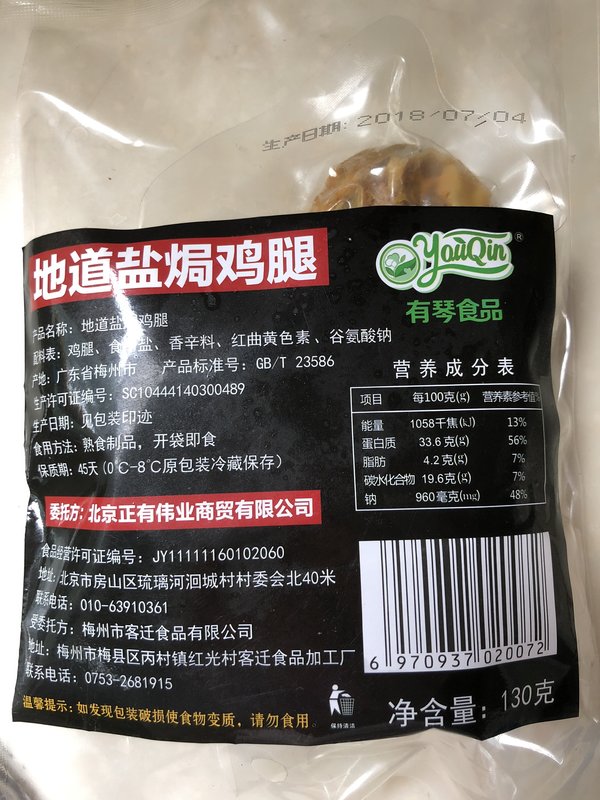 生产日期: 2018/07/04
地道盐焗鸡腿
YouQin®
有琴食品
产品名称: 地道盐焗鸡腿
配料表: 鸡腿、食用盐、香辛料、红曲黄色素、谷氨酸钠
产地: 广东省梅州市 产品标准号: GB/T 23586
生产许可证编号: SC10444140300489
生产日期: 见包装印迹
食用方法: 熟食制品，开袋即食
保质期: 45天(0℃-8℃原包装冷藏保存)
营养成分表
项目 每100克(g) 营养素参考值%
能量 1058千焦(kJ) 13%
蛋白质 33.6克(g) 56%
脂肪 4.2克(g) 7%
碳水化合物 19.6克(g) 7%
钠 960毫克(mg) 48%
委托方: 北京正有伟业商贸有限公司
食品经营许可证编号: JY11111160102060
地址: 北京市房山区琉璃河洄城村村委会北40米
联系电话: 010-63910361
受委托方: 梅州市客迁食品有限公司
地址: 梅州市梅县区丙村镇红光村客迁食品加工厂
联系电话: 0753-2681915
温馨提示: 如发现包装破损使食物变质，请勿食用。
保持清洁
6 970937 020072
净含量: 130克